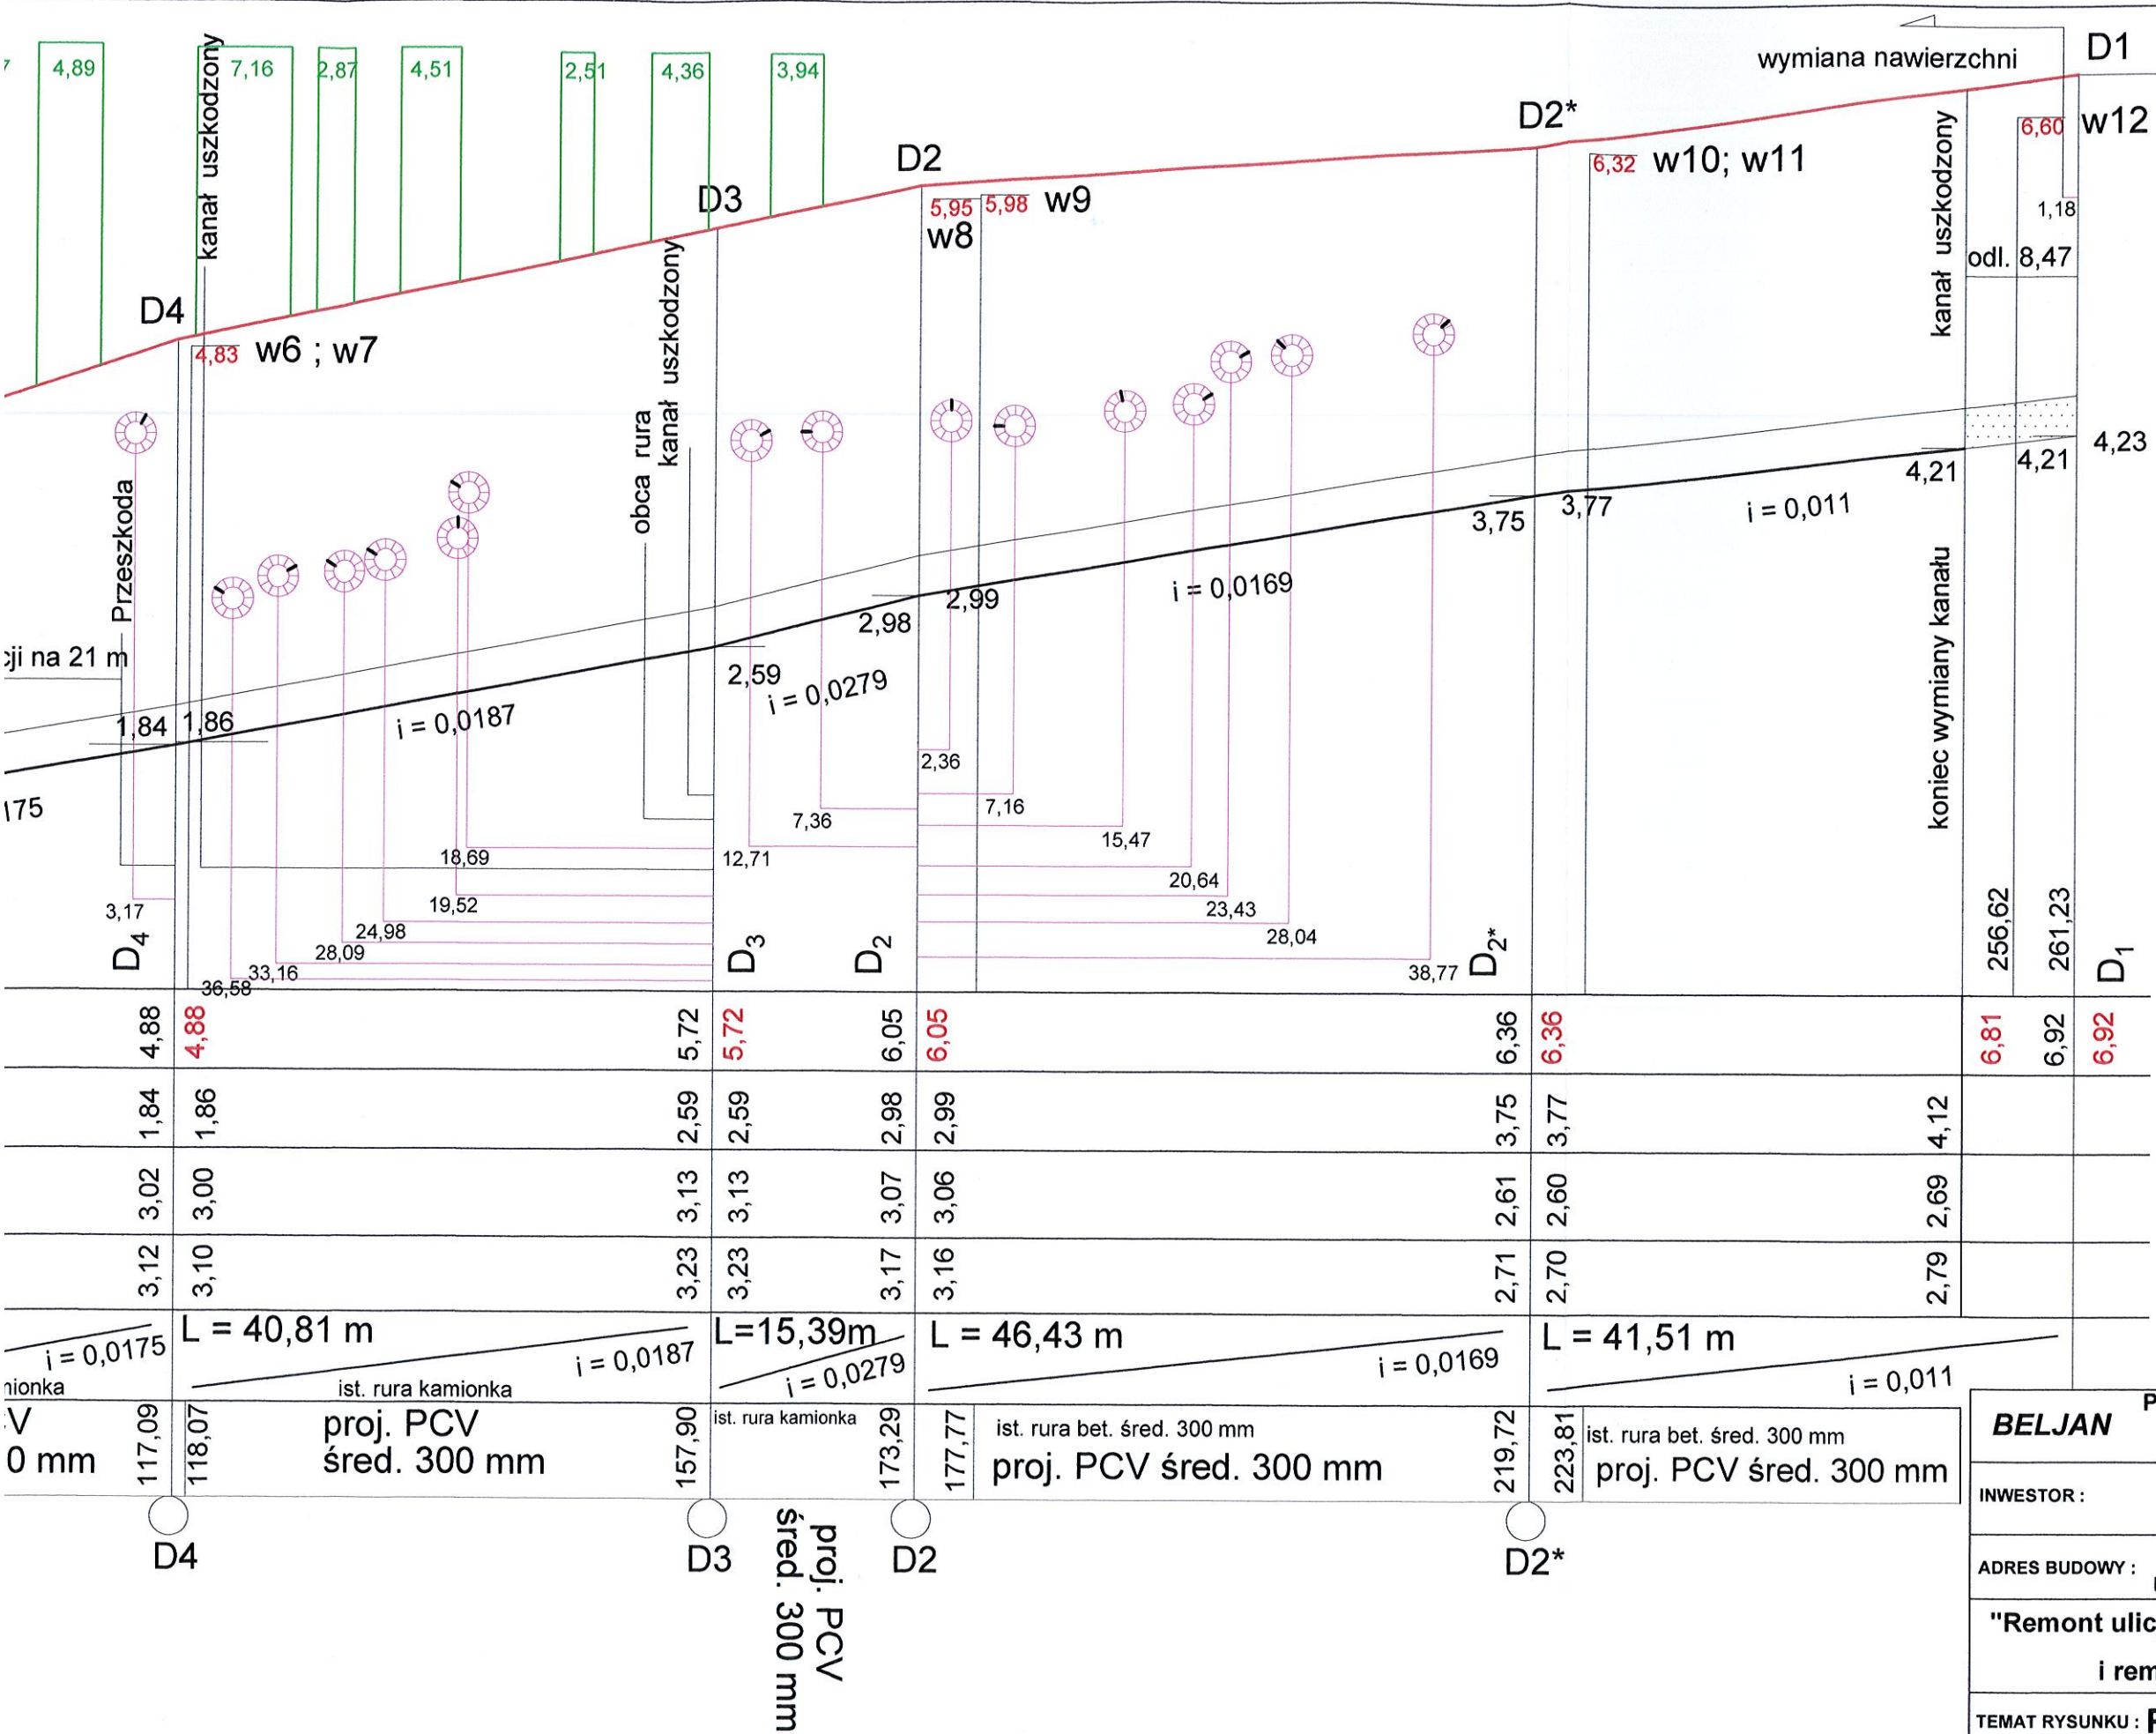 wymiana nawierzchni
D1
4,89
7,16
2,87
4,51
2,51
4,36
3,94
kanał uszkodzony
D2*
6,32 w10; w11
kanał uszkodzony
6,60 w12
1,18
odl. 8,47
D2
5,95
w8
5,98 w9
D3
kanał uszkodzony
obca rura
D4
4,83 w6 ; w7
Przeszkoda
cji na 21 m
1,84
1,86
i = 0,0187
175
2,59
i = 0,0279
2,98
2,99
i = 0,0169
3,75
3,77
i = 0,011
4,21
4,21
4,23
koniec wymiany kanału
2,36
7,16
7,36
15,47
18,69
12,71
20,64
3,17
19,52
23,43
24,98
28,04
28,09
33,16
38,77
36,58
D4
D3
D2
D2*
256,62
261,23
D1
4,88 4,88 5,72 5,72 6,05 6,05 6,36 6,36 6,81 6,92 6,92
1,84 1,86 2,59 2,59 2,98 2,99 3,75 3,77 4,12
3,02 3,00 3,13 3,13 3,07 3,06 2,61 2,60 2,69
3,12 3,10 3,23 3,23 3,17 3,16 2,71 2,70 2,79
i = 0,0175
L = 40,81 m
i = 0,0187
L=15,39m
i = 0,0279
L = 46,43 m
i = 0,0169
L = 41,51 m
i = 0,011
mionka
ist. rura kamionka
ist. rura kamionka
ist. rura bet. śred. 300 mm
ist. rura bet. śred. 300 mm
CV
0 mm
117,09
118,07
proj. PCV
śred. 300 mm
157,90
173,29
177,77
proj. PCV śred. 300 mm
219,72
223,81
proj. PCV śred. 300 mm
D4
D3
proj. PCV
śred. 300 mm
D2
D2*
P
BELJAN
INWESTOR :
ADRES BUDOWY :
"Remont ulic
i rem
TEMAT RYSUNKU :